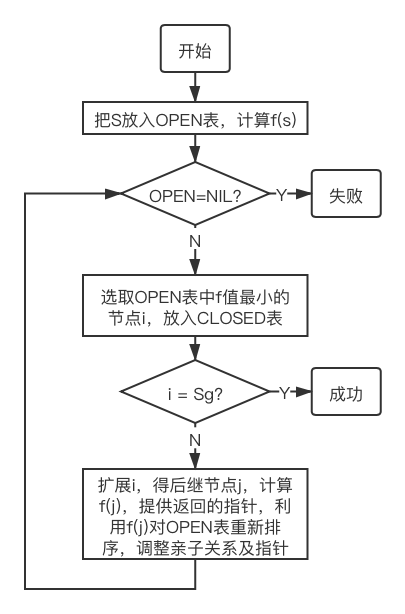 开始
把S放入OPEN表，计算f(s)
OPEN=NIL?
Y
失败
N
选取OPEN表中f值最小的
节点i，放入CLOSED表
i = Sg?
Y
成功
N
扩展i，得后继节点j，计算
f(j)，提供返回的指针，利
用f(j)对OPEN表重新排
序，调整亲子关系及指针